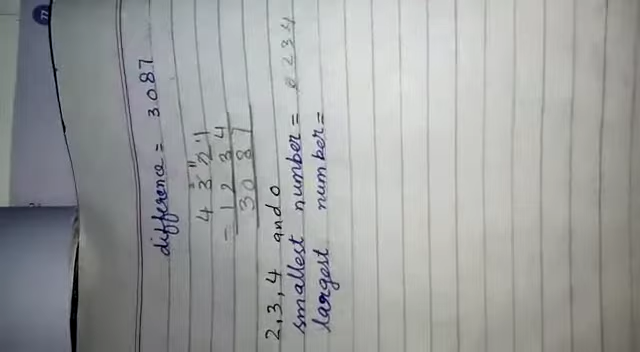 difference = 3087
4 3 2 1
- 1 2 3 4
3 0 8 7
2, 3, 4 and 0
smallest number = 0234
largest number =